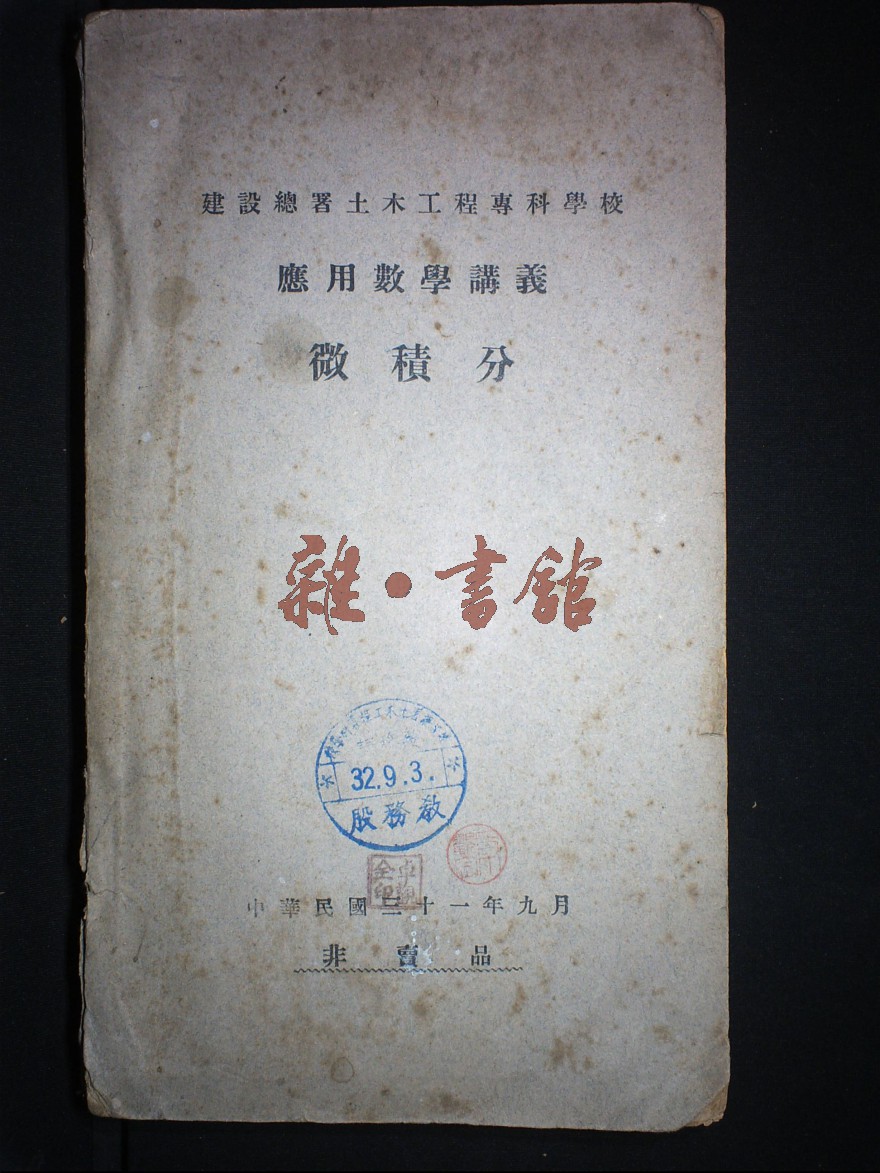 建設總署土木工程專科學校
應用數學講義
微積分
雜·書館
32.9.3.
股務教
中華民國三十一年九月
非賣品